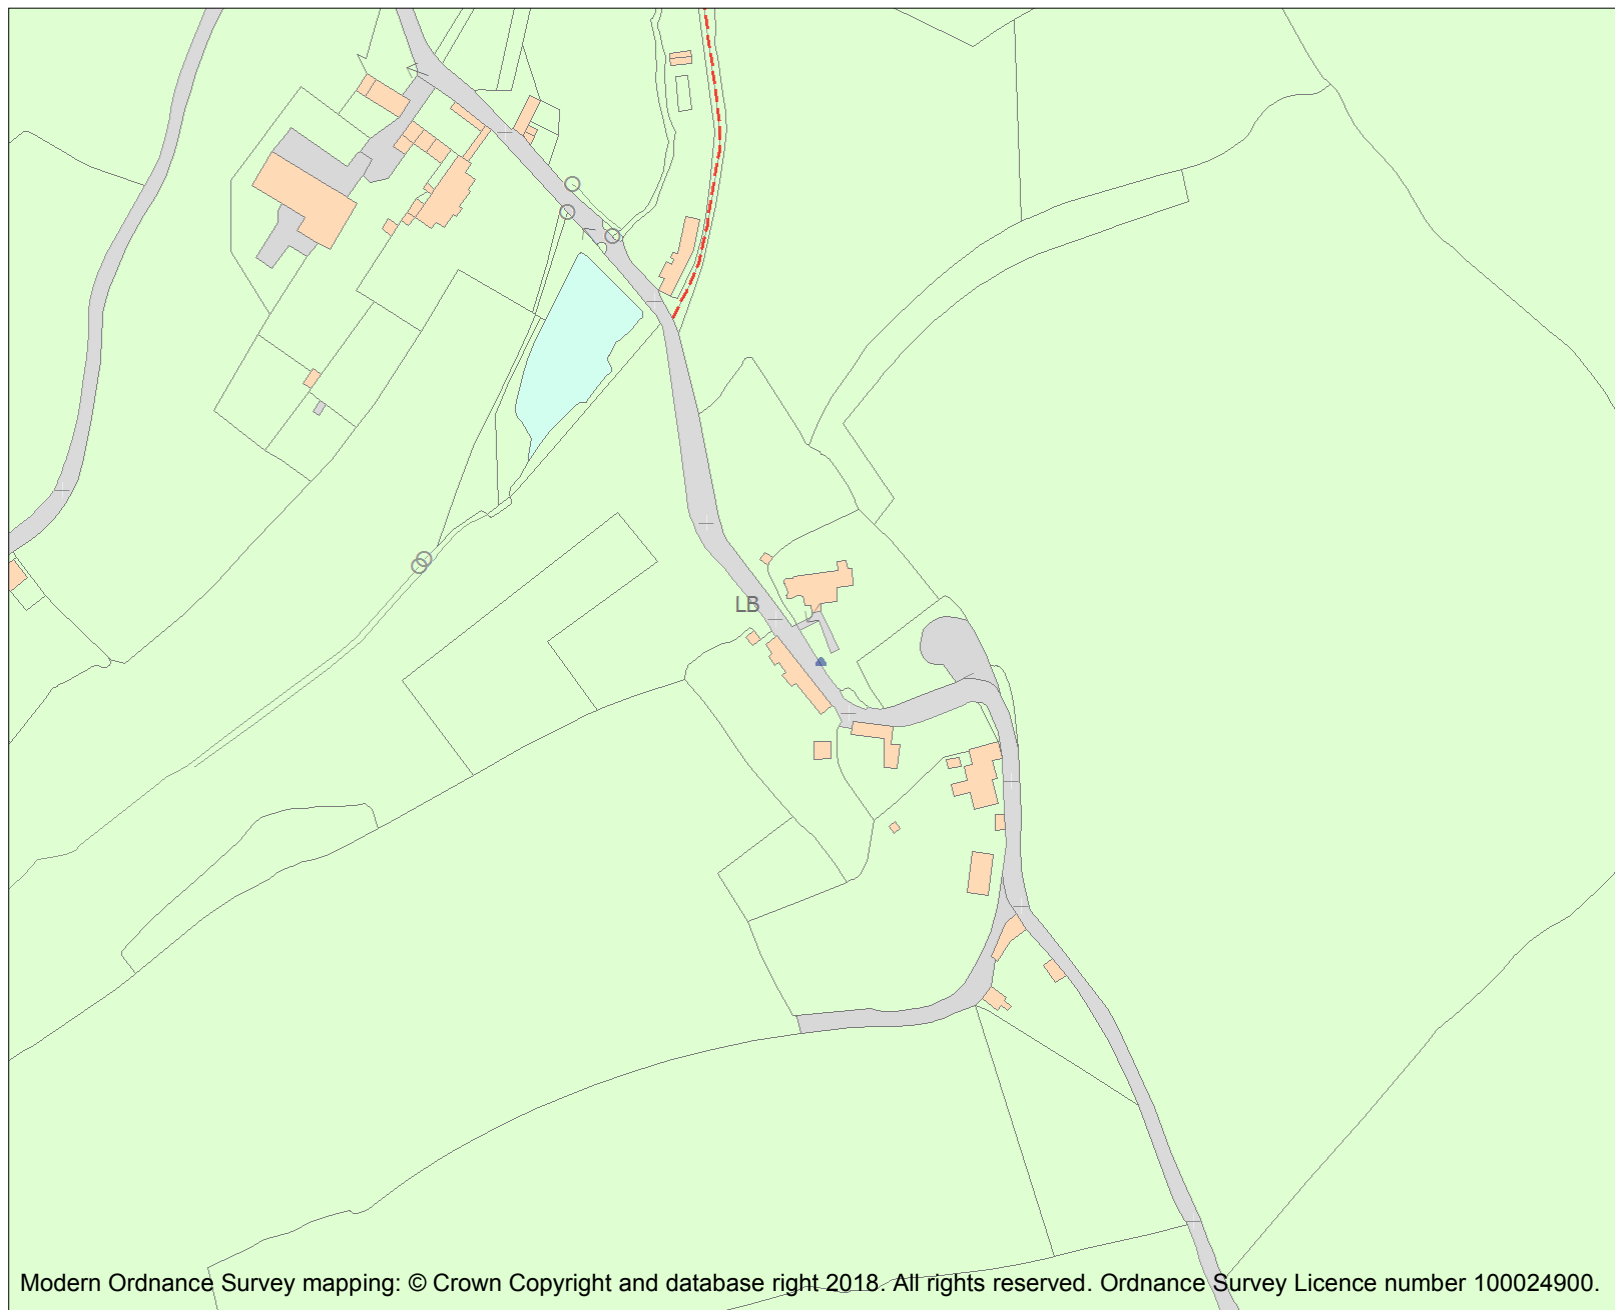 LB
Modern Ordnance Survey mapping: © Crown Copyright and database right 2018. All rights reserved. Ordnance Survey Licence number 100024900.